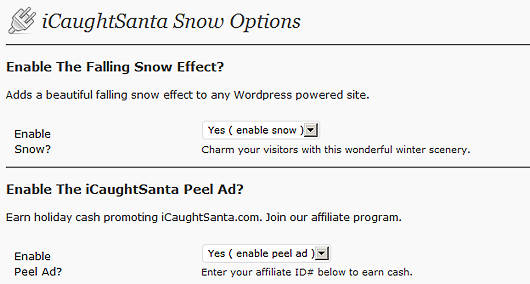 iCaughtSanta Snow Options
Enable The Falling Snow Effect?
Adds a beautiful falling snow effect to any Wordpress powered site.
Enable Snow?
Yes ( enable snow )
Charm your visitors with this wonderful winter scenery.
Enable The iCaughtSanta Peel Ad?
Earn holiday cash promoting iCaughtSanta.com. Join our affiliate program.
Enable Peel Ad?
Yes ( enable peel ad )
Enter your affiliate ID# below to earn cash.